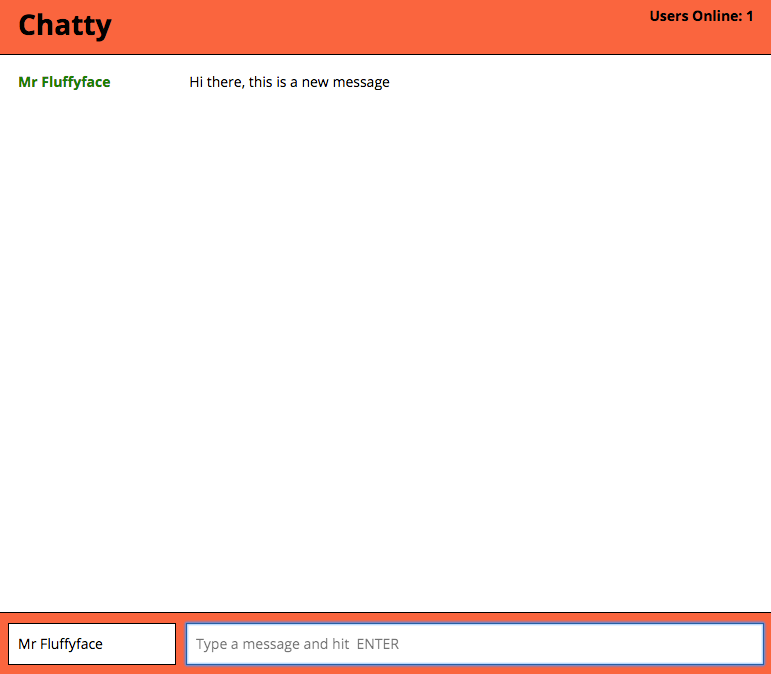 Chatty
Users Online: 1
Mr Fluffyface
Hi there, this is a new message
Mr Fluffyface
Type a message and hit  ENTER